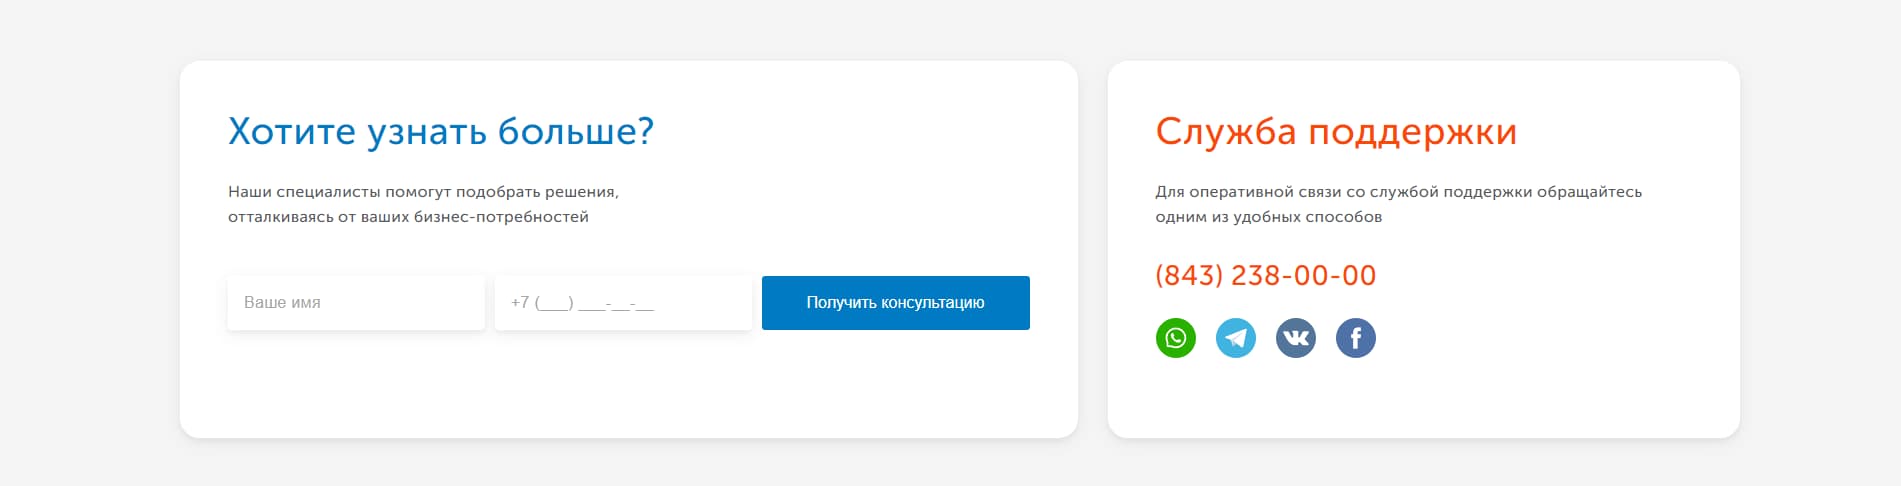 Хотите узнать больше?
Наши специалисты помогут подобрать решения,
отталкиваясь от ваших бизнес-потребностей
Ваше имя
+7 (___) ___-__-__
Получить консультацию
Служба поддержки
Для оперативной связи со службой поддержки обращайтесь
одним из удобных способов
(843) 238-00-00